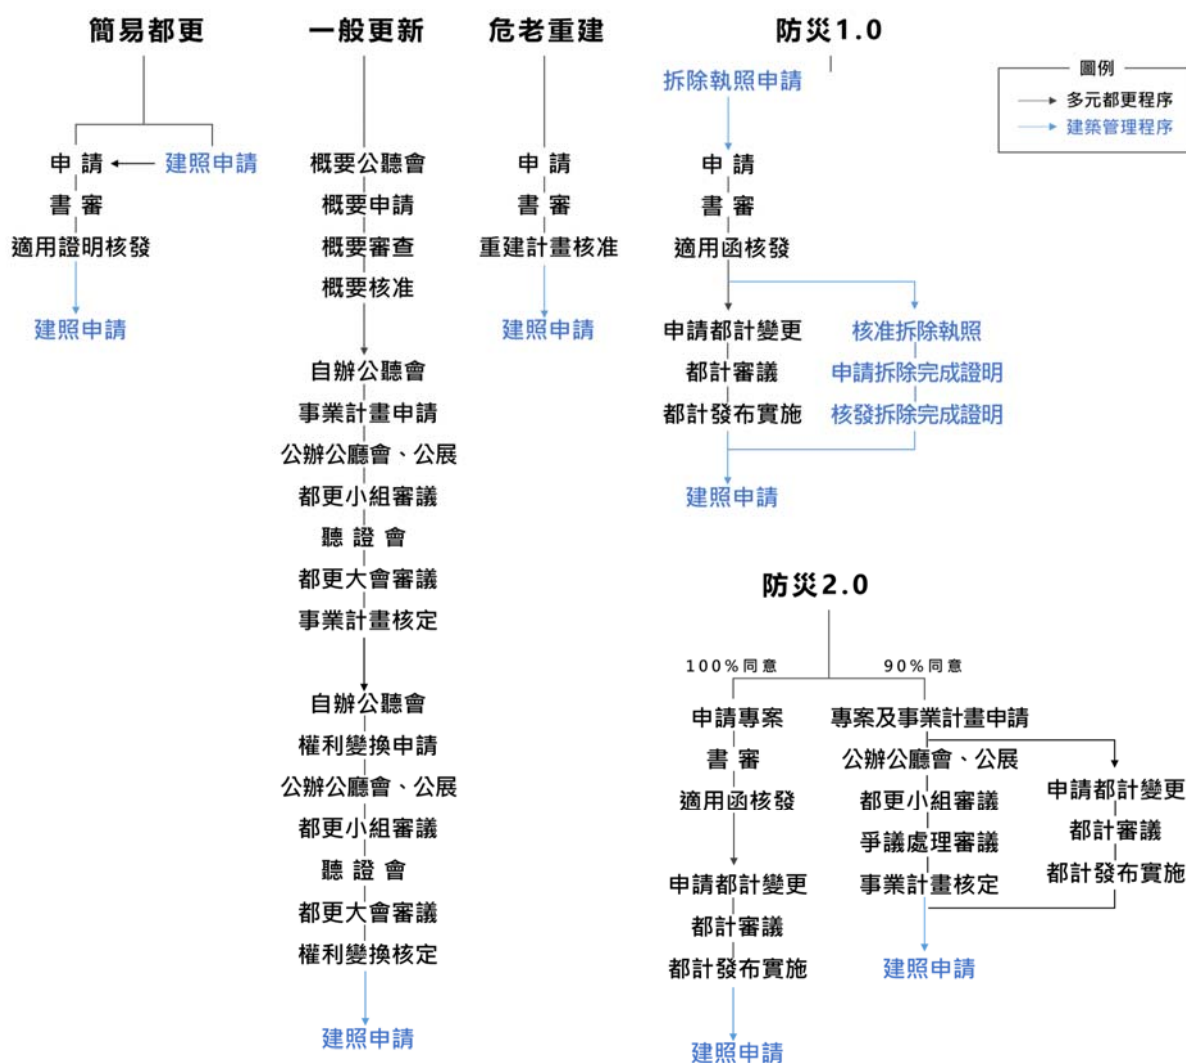 簡易都更
申請
建照申請
書審
適用證明核發
建照申請
一般更新
概要公聽會
概要申請
概要審查
概要核准
自辦公聽會
事業計畫申請
公辦公廳會、公展
都更小組審議
聽證會
都更大會審議
事業計畫核定
自辦公聽會
權利變換申請
公辦公廳會、公展
都更小組審議
聽證會
都更大會審議
權利變換核定
建照申請
危老重建
申請
書審
重建計畫核准
建照申請
防災1.0
拆除執照申請
申請
書審
適用函核發
申請都計變更
都計審議
都計發布實施
核准拆除執照
申請拆除完成證明
核發拆除完成證明
建照申請
圖例
多元都更程序
建築管理程序
防災2.0
100%同意
申請專案
書審
適用函核發
申請都計變更
都計審議
都計發布實施
建照申請
90%同意
專案及事業計畫申請
公辦公廳會、公展
都更小組審議
爭議處理審議
事業計畫核定
申請都計變更
都計審議
都計發布實施
建照申請